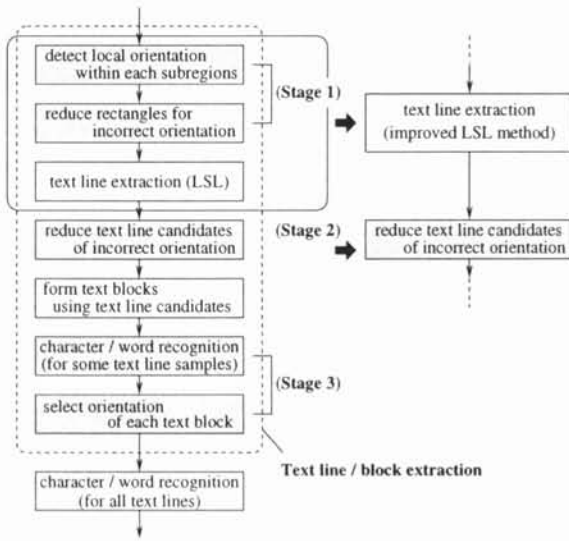 detect local orientation
within each subregions
reduce rectangles for
incorrect orientation
(Stage 1)
text line extraction (LSL)
text line extraction
(improved LSL method)
reduce text line candidates
of incorrect orientation
(Stage 2)
reduce text line candidates
of incorrect orientation
form text blocks
using text line candidates
character / word recognition
(for some text line samples)
(Stage 3)
select orientation
of each text block
Text line / block extraction
character / word recognition
(for all text lines)